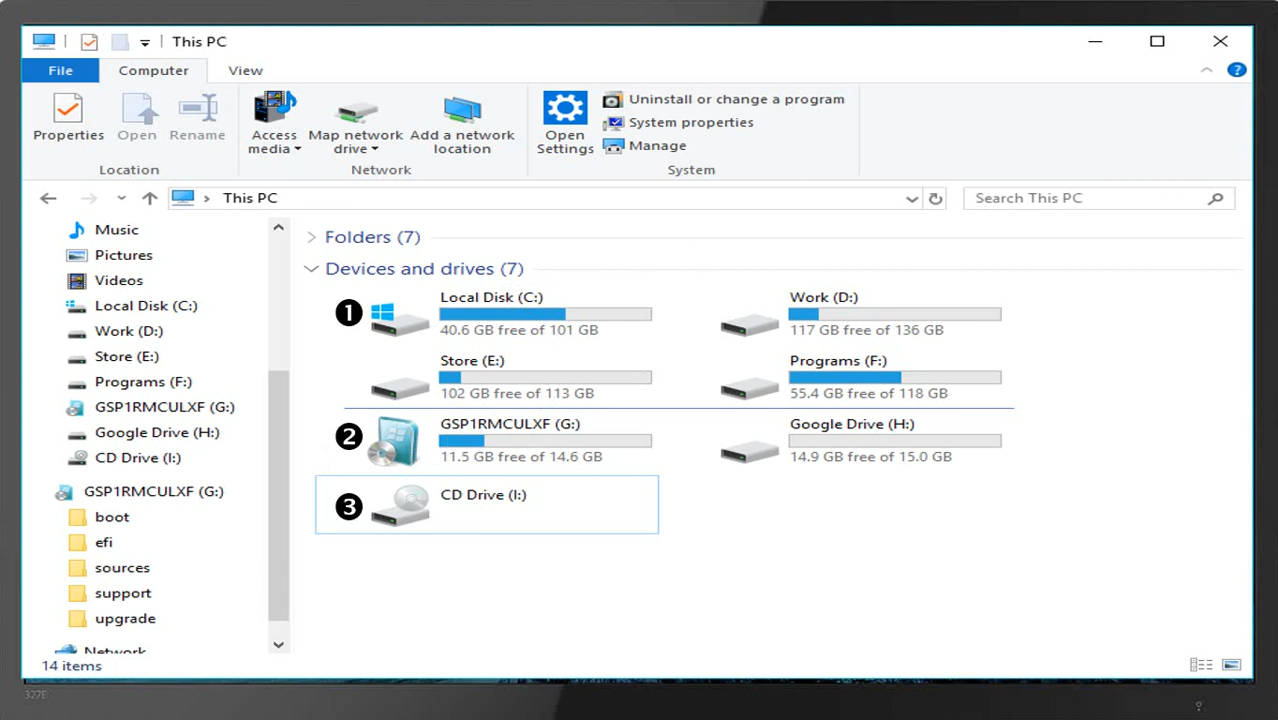 This PC
File
Computer
View
Properties
Open
Rename
Access media
Map network drive
Add a network location
Open Settings
Uninstall or change a program
System properties
Manage
Location
Network
System
This PC
Search This PC
Music
Pictures
Videos
Local Disk (C:)
Work (D:)
Store (E:)
Programs (F:)
GSP1RMCULXF (G:)
Google Drive (H:)
CD Drive (I:)
GSP1RMCULXF (G:)
boot
efi
sources
support
upgrade
Network
Folders (7)
Devices and drives (7)
❶
Local Disk (C:)
40.6 GB free of 101 GB
Work (D:)
117 GB free of 136 GB
Store (E:)
102 GB free of 113 GB
Programs (F:)
55.4 GB free of 118 GB
❷
GSP1RMCULXF (G:)
11.5 GB free of 14.6 GB
Google Drive (H:)
14.9 GB free of 15.0 GB
❸
CD Drive (I:)
14 items
327E